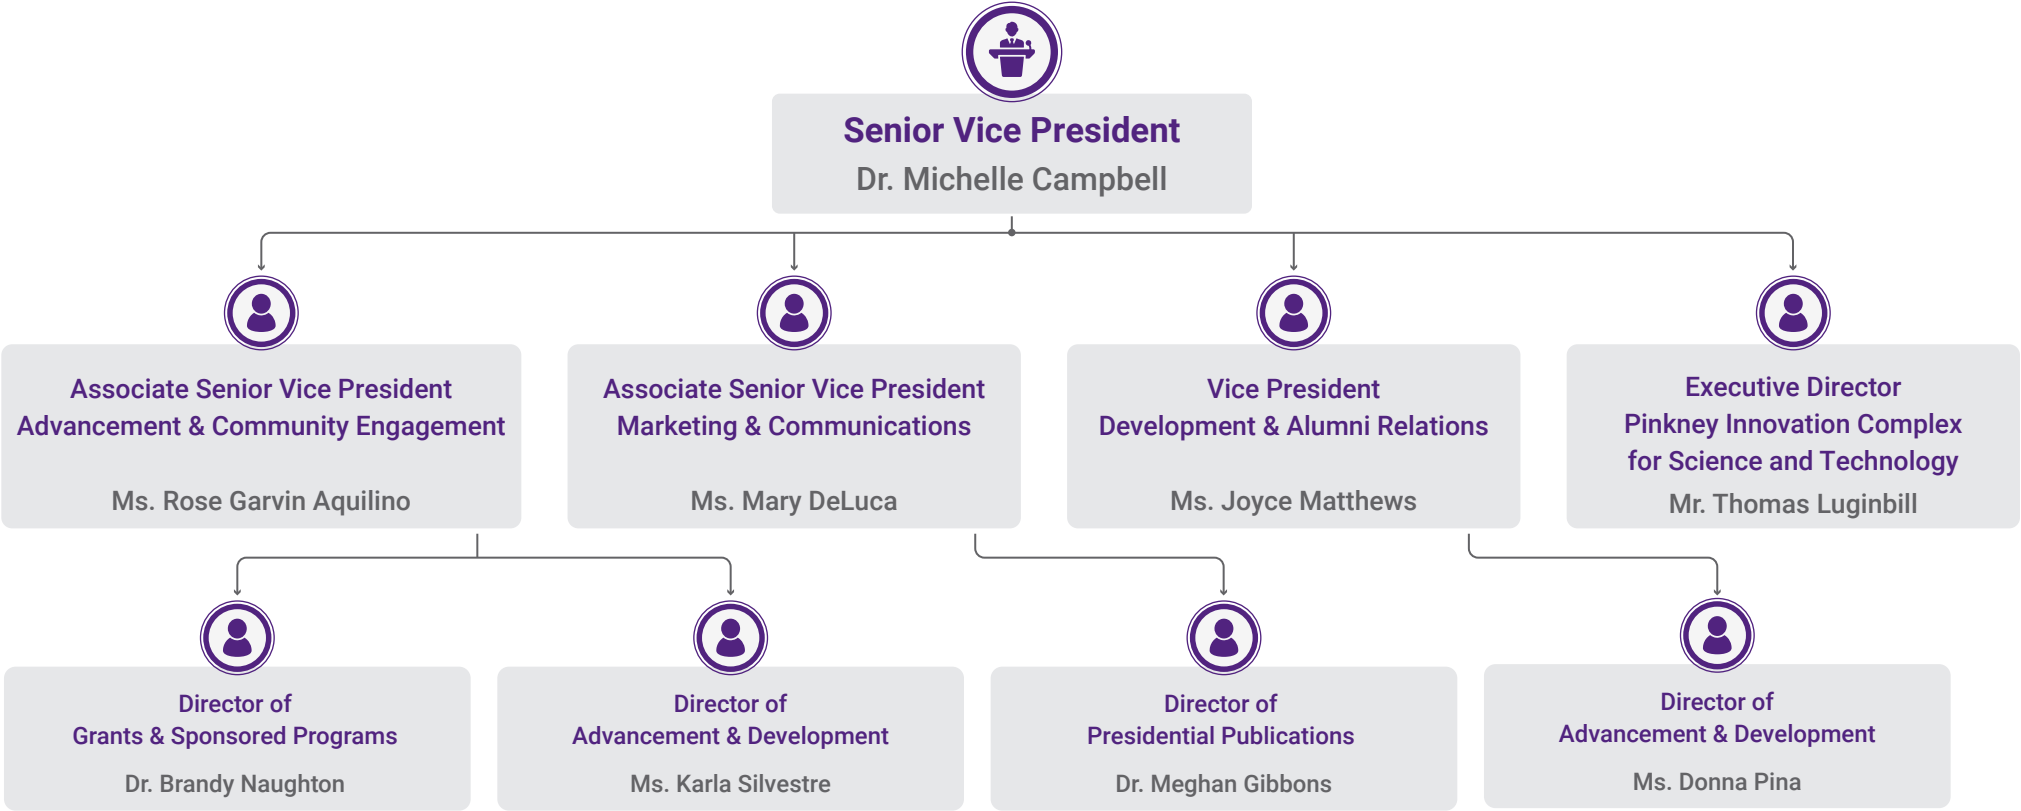 Senior Vice President
Dr. Michelle Campbell
Associate Senior Vice President
Advancement & Community Engagement
Ms. Rose Garvin Aquilino
Associate Senior Vice President
Marketing & Communications
Ms. Mary DeLuca
Vice President
Development & Alumni Relations
Ms. Joyce Matthews
Executive Director
Pinkney Innovation Complex
for Science and Technology
Mr. Thomas Luginbill
Director of
Grants & Sponsored Programs
Dr. Brandy Naughton
Director of
Advancement & Development
Ms. Karla Silvestre
Director of
Presidential Publications
Dr. Meghan Gibbons
Director of
Advancement & Development
Ms. Donna Pina